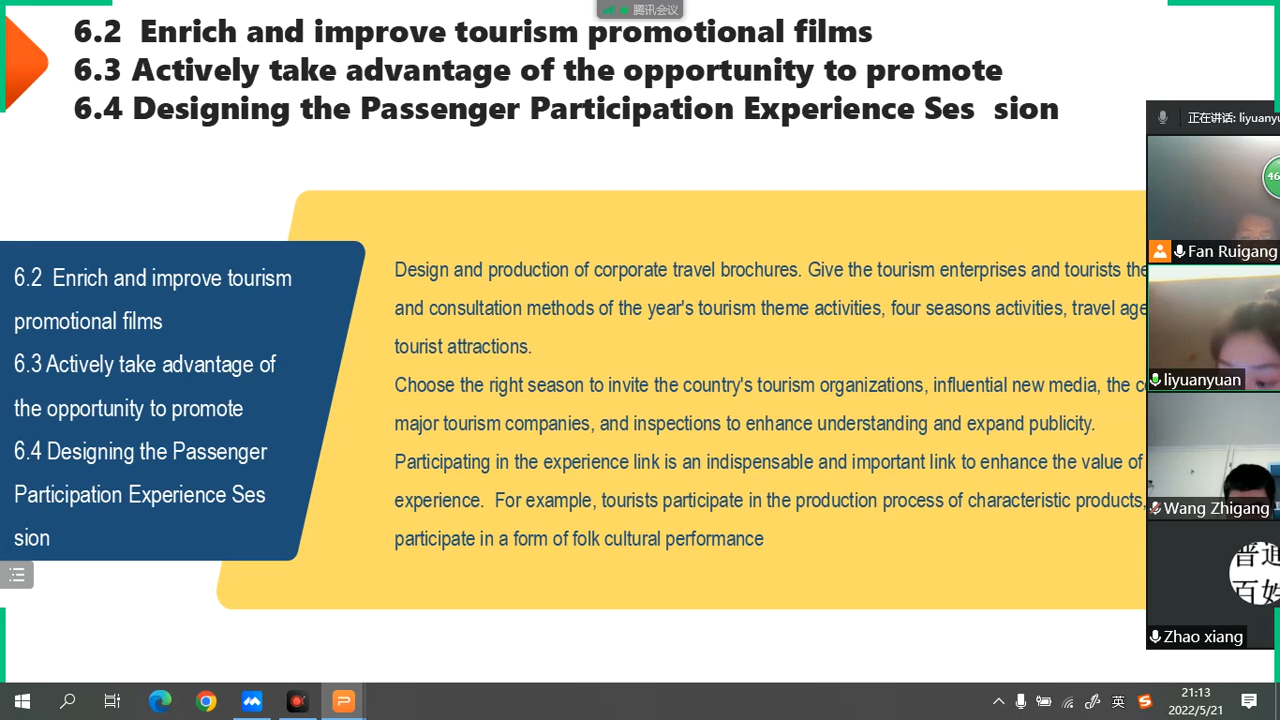 腾讯会议
6.2 Enrich and improve tourism promotional films
6.3 Actively take advantage of the opportunity to promote
6.4 Designing the Passenger Participation Experience Ses sion
正在讲话: liyuanyu
46
6.2 Enrich and improve tourism
promotional films
6.3 Actively take advantage of
the opportunity to promote
6.4 Designing the Passenger
Participation Experience Ses
sion
Design and production of corporate travel brochures. Give the tourism enterprises and tourists the
and consultation methods of the year's tourism theme activities, four seasons activities, travel age
tourist attractions.
Choose the right season to invite the country's tourism organizations, influential new media, the c
major tourism companies, and inspections to enhance understanding and expand publicity.
Participating in the experience link is an indispensable and important link to enhance the value of
experience. For example, tourists participate in the production process of characteristic products,
participate in a form of folk cultural performance
Fan Ruigang
liyuanyuan
Wang Zhigang
普通
百姓
Zhao xiang
英
21:13
2022/5/21